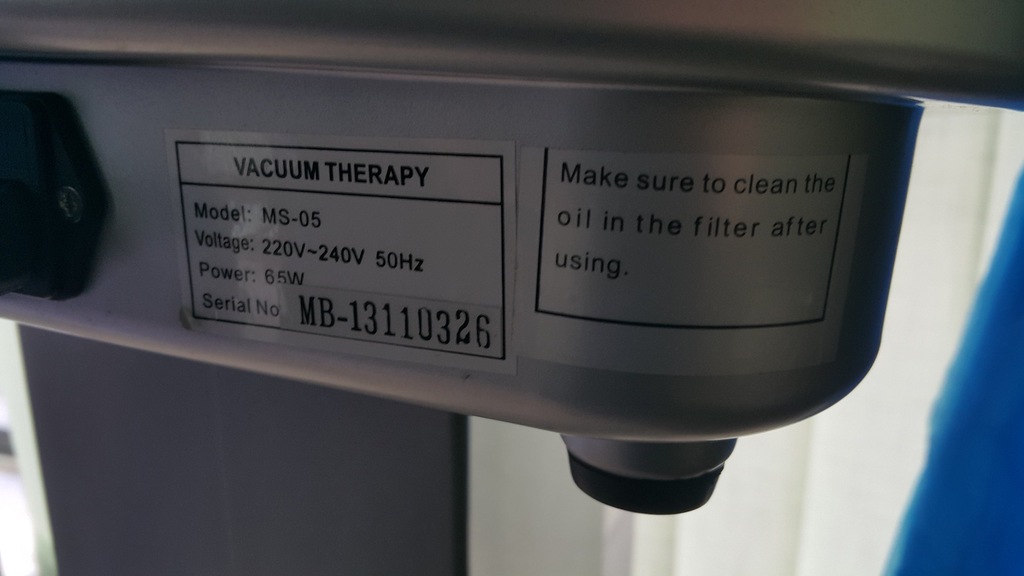 VACUUM THERAPY
Model: MS-05
Voltage: 220V~240V 50Hz
Power: 65W
Serial No MB-13110326
Make sure to clean the
oil in the filter after
using.